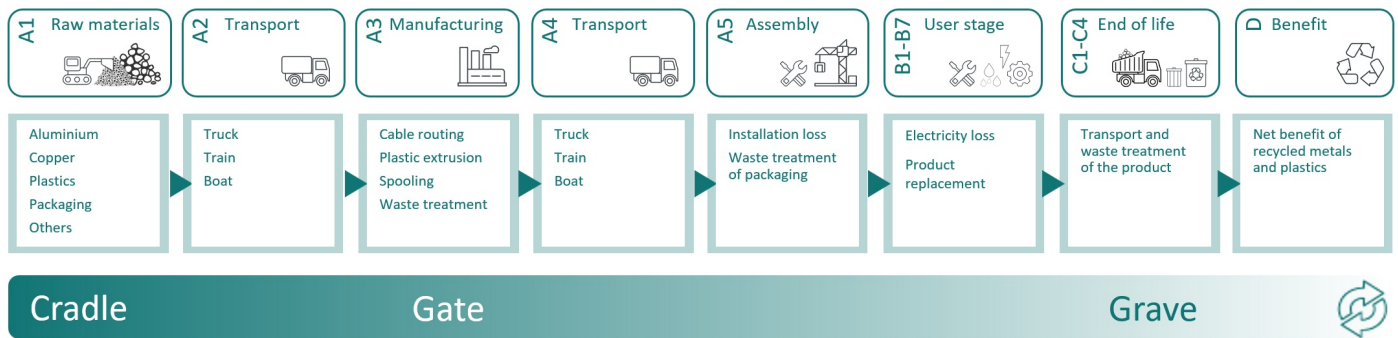 A1 Raw materials
A2 Transport
A3 Manufacturing
A4 Transport
A5 Assembly
B1-B7 User stage
C1-C4 End of life
D Benefit
Aluminium
Copper
Plastics
Packaging
Others
Truck
Train
Boat
Cable routing
Plastic extrusion
Spooling
Waste treatment
Truck
Train
Boat
Installation loss
Waste treatment
of packaging
Electricity loss
Product
replacement
Transport and
waste treatment
of the product
Net benefit of
recycled metals
and plastics
Cradle
Gate
Grave